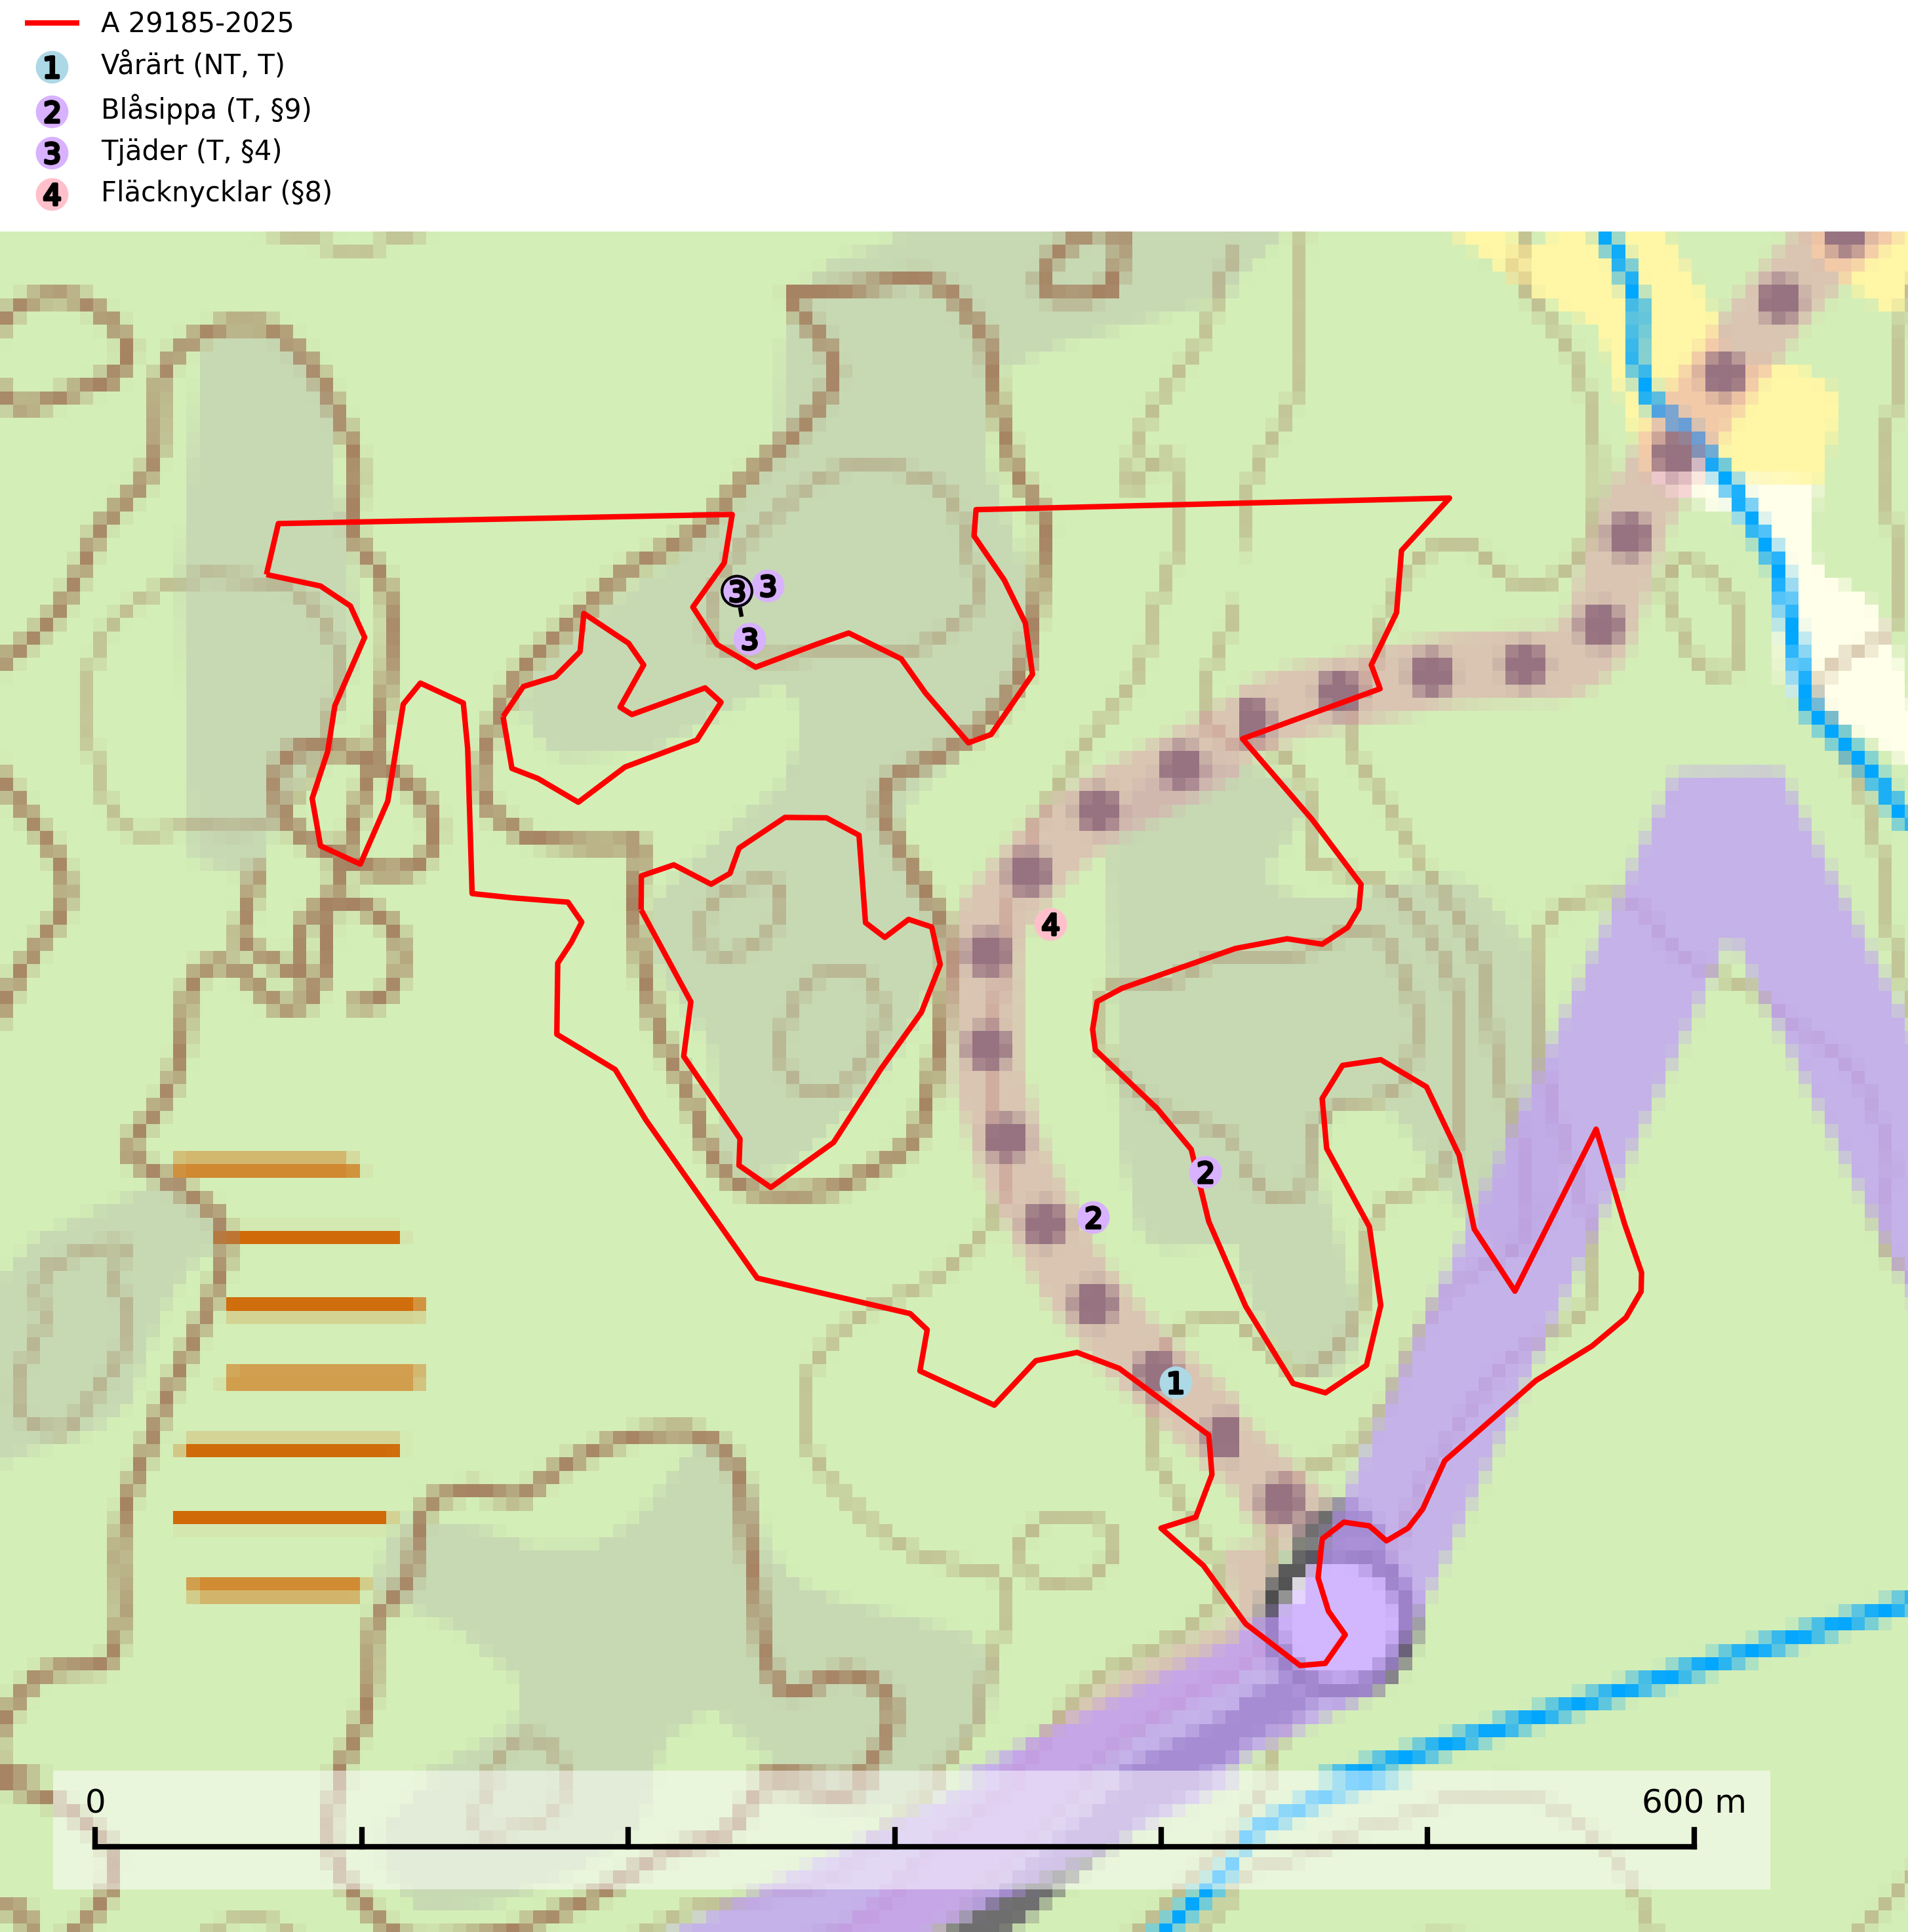 A 29185-2025
1 Vårärt (NT, T)
2 Blåsippa (T, §9)
3 Tjäder (T, §4)
4 Fläcknycklar (§8)
3 3
3
4
2
2
1
0 600 m